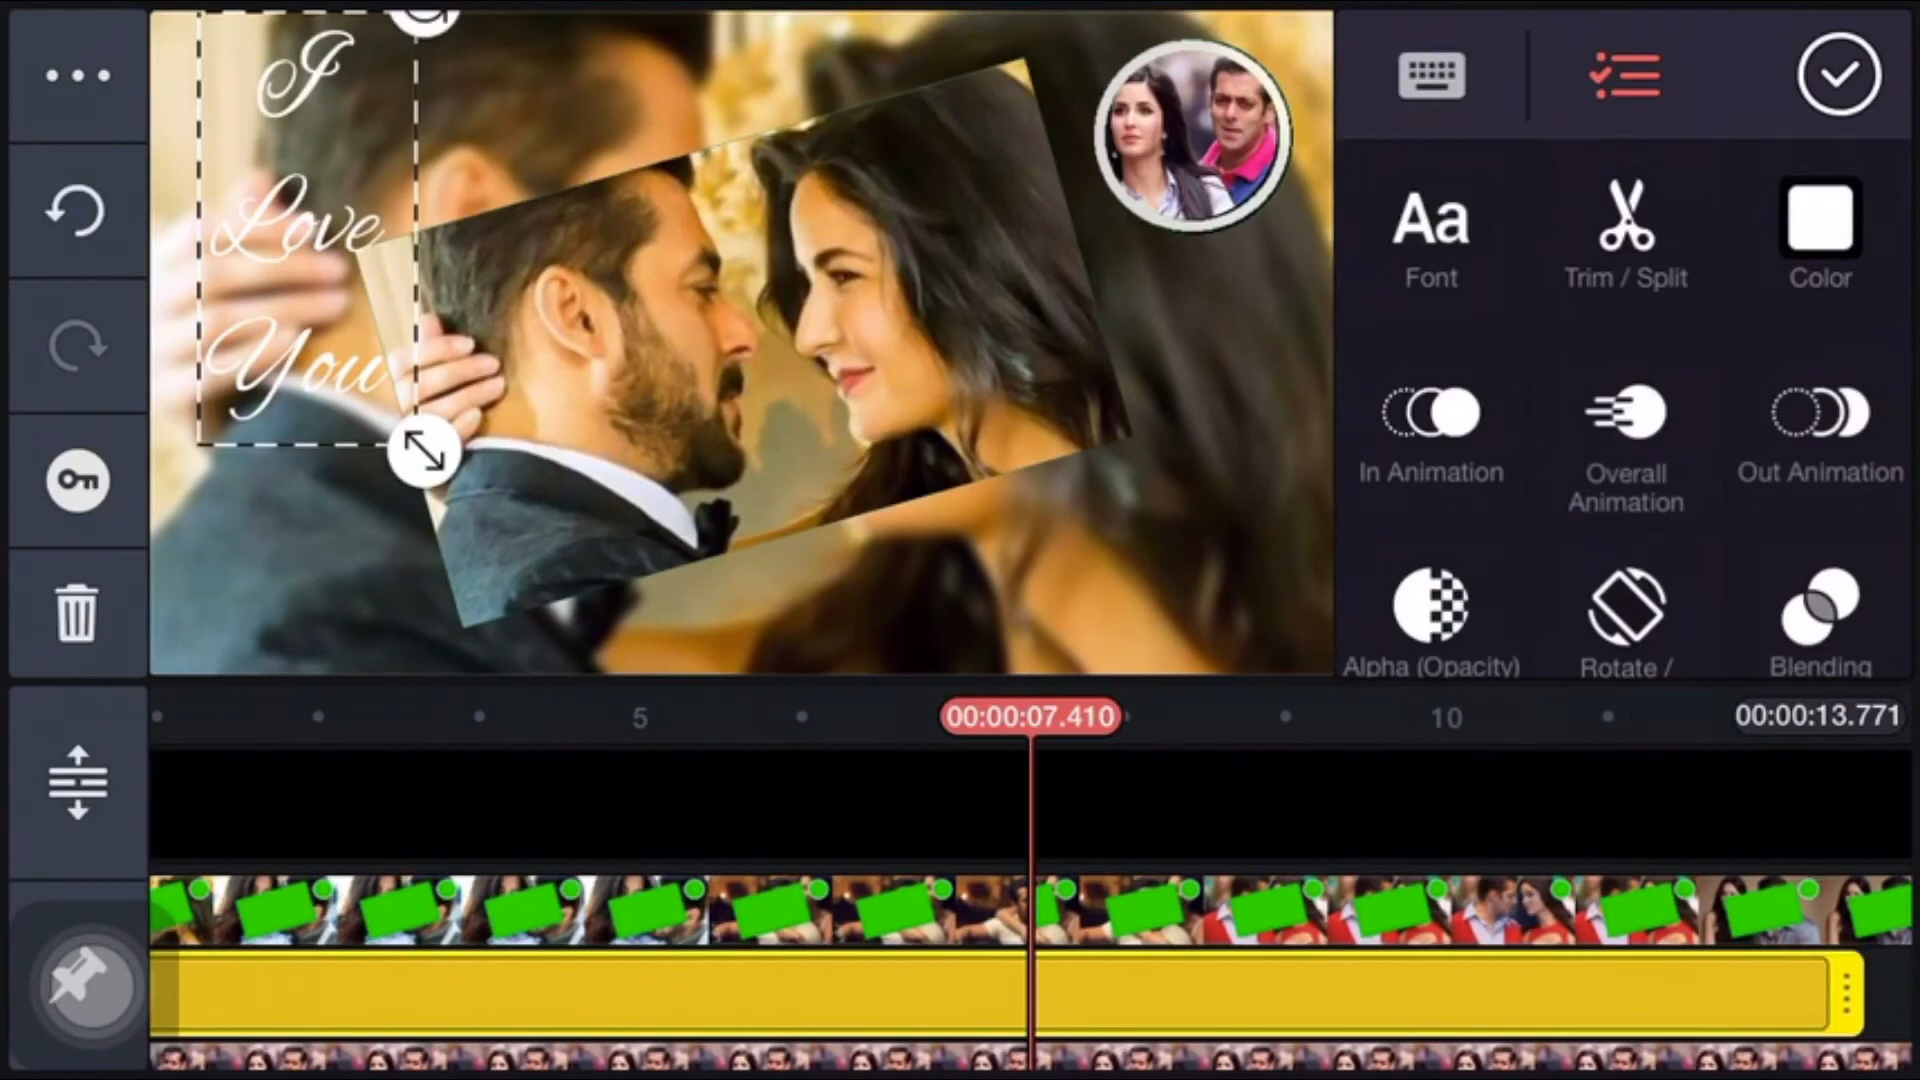 I
Love
You
Aa
Font
Trim / Split
Color
In Animation
Overall
Animation
Out Animation
Alpha (Opacity)
Rotate /
Blending
5
00:00:07.410
10
00:00:13.771